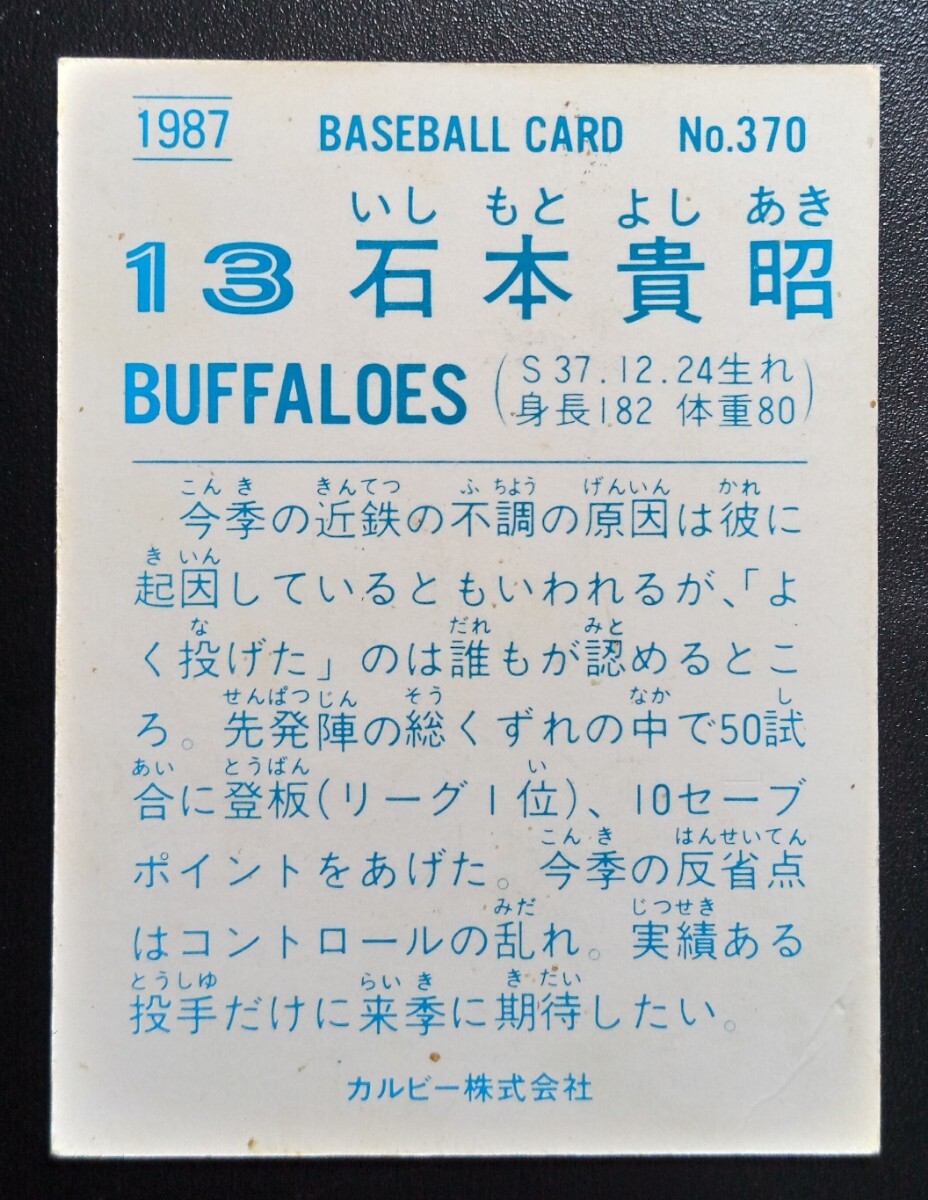 1987 BASEBALL CARD No.370
いし もと よし あき
13 石本貴昭
BUFFALOES (S37.12.24生れ
身長182 体重80)
こん き きんてつ ふ ちよう げんいん かれ
今季の近鉄の不調の原因は彼に
き いん
起因しているともいわれるが、「よ
な だれ みと
く投げた」のは誰もが認めるとこ
せんぱつじん そう なか し
ろ。先発陣の総くずれの中で50試
あい とうばん い
合に登板(リーグ1位)、10セーブ
こん き はんせいてん
ポイントをあげた。今季の反省点
みだ じつせき
はコントロールの乱れ。実績ある
とうしゆ らい き き たい
投手だけに来季に期待したい。
カルビー株式会社